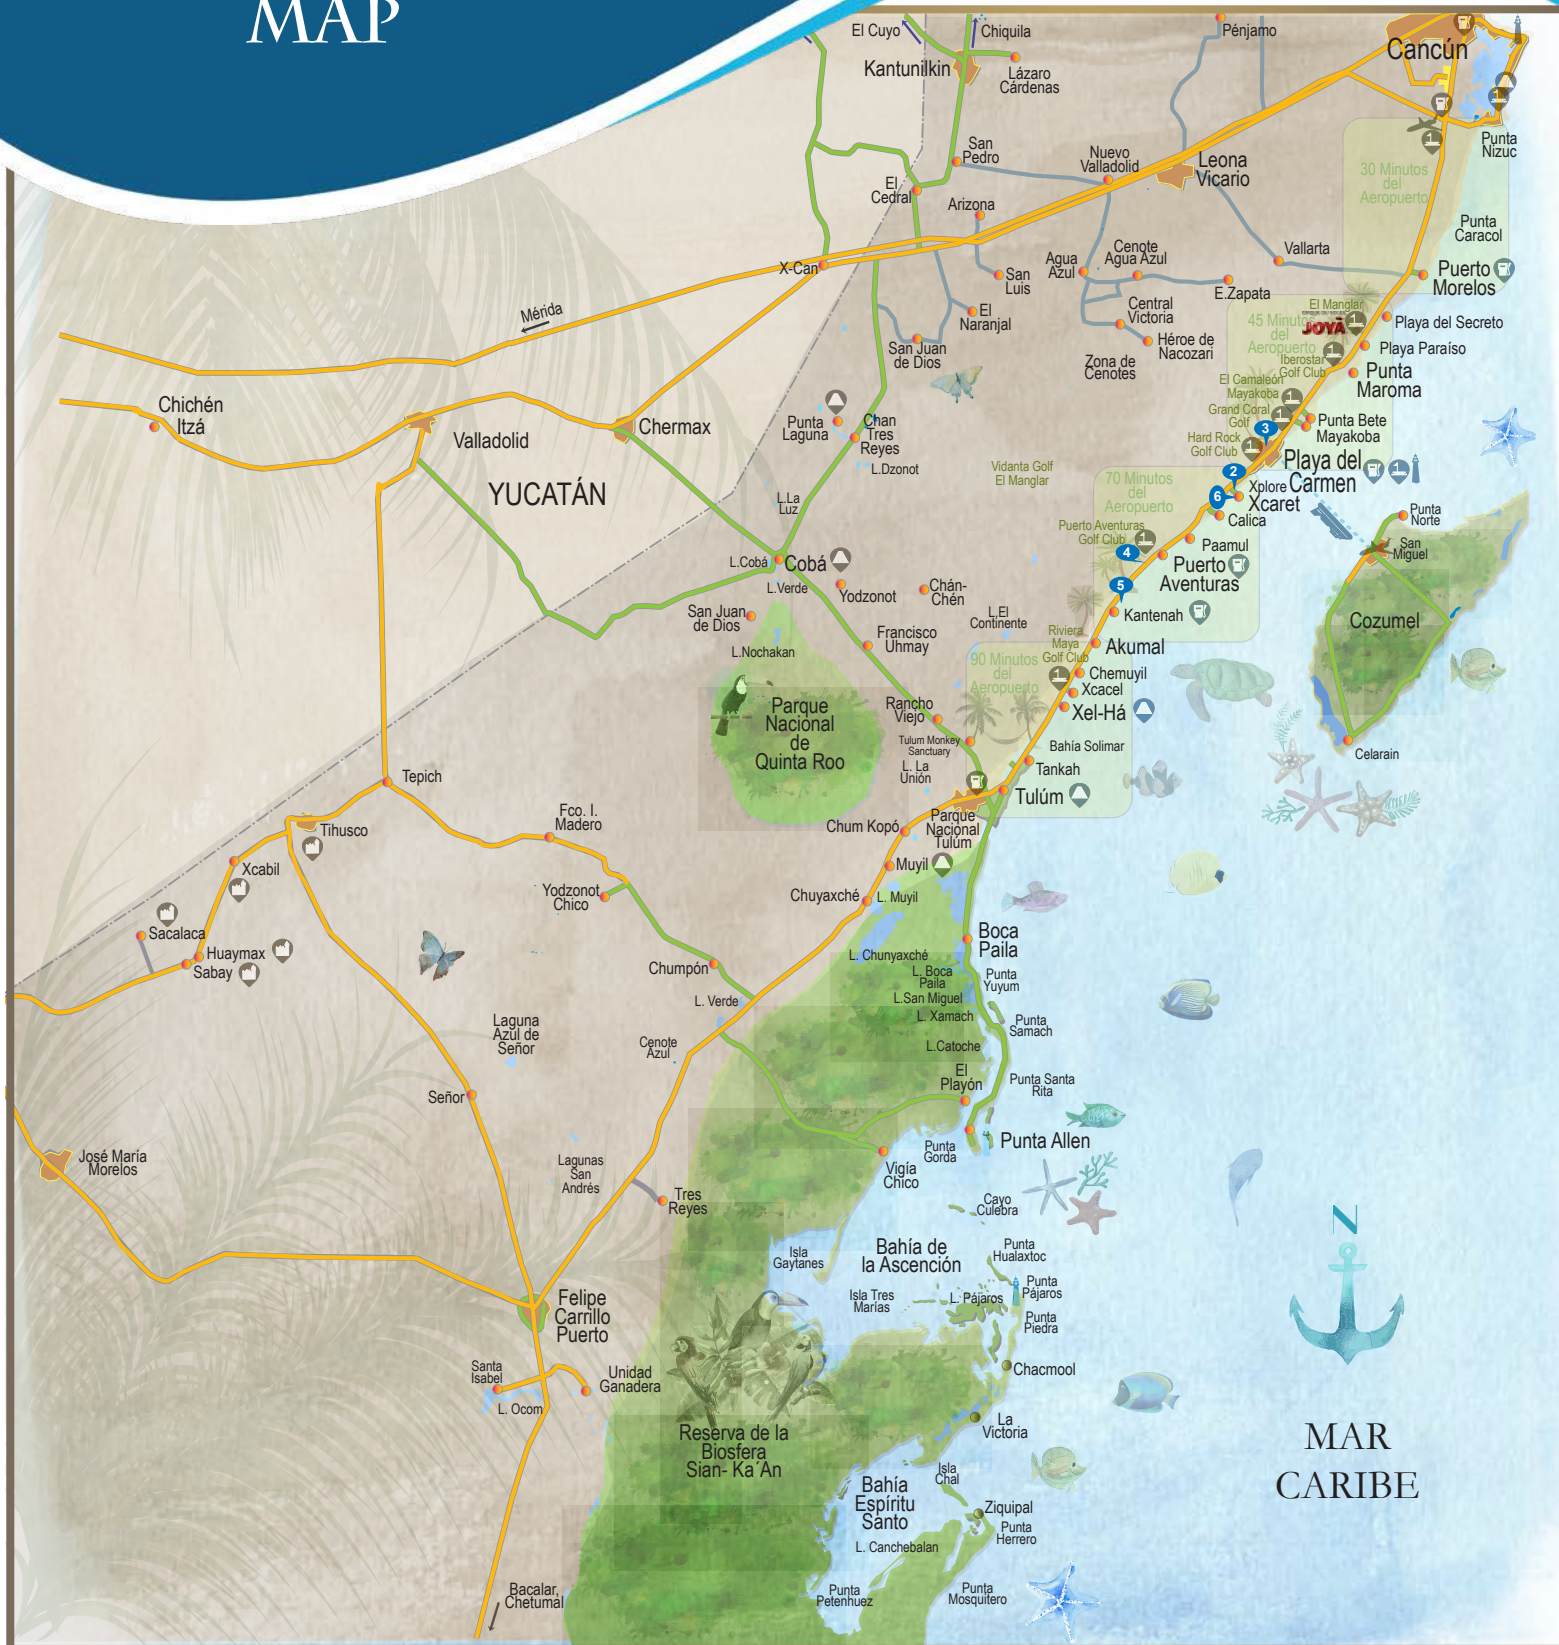 MAP
El Cuyo
Chiquila
Pénjamo
Cancún
Kantunilkin
Lázaro
Cárdenas
San
Pedro
Nuevo
Valladolid
Leona
Vicario
Punta
Nizuc
30 Minutos
del
Aeropuerto
El
Cedral
Arizona
Punta
Caracol
X-Can
San
Luis
Agua
Azul
Cenote
Agua Azul
Vallarta
Puerto
Morelos
E.Zapata
Mérida
El
Naranjal
Central
Victoria
El Manglar
45 Minutos
del
Aeropuerto
JOYÀ
Playa del Secreto
San Juan
de Dios
Héroe de
Nacozari
Zona de
Cenotes
Iberostar
Golf Club
Playa Paraíso
Punta
Maroma
El Camaleón
Mayakoba
Grand Coral
Golf
Hard Rock
Golf Club
Punta Bete
Mayakoba
3
Chichén
Itzá
Valladolid
Chermax
Punta
Laguna
Chan
Tres
Reyes
L.Dzonot
Vidanta Golf
El Manglar
Playa del
Carmen
2
6
Xplore
Xcaret
Calica
YUCATÁN
L.La
Luz
70 Minutos
del
Aeropuerto
Puerto Aventuras
Golf Club
4
Paamul
Puerto
Aventuras
Punta
Norte
San
Miguel
L.Cobá
Cobá
L.Verde
Yodzonot
Chán-
Chén
5
Kantenah
Cozumel
San Juan
de Dios
L.El
Continente
Francisco
Uhmay
Riviera
Maya
Golf Club
Akumal
L.Nochakan
90 Minutos
del
Aeropuerto
Chemuyil
Xcacel
Xel-Há
Parque
Nacional
de
Quinta Roo
Rancho
Viejo
Tulum Monkey
Sanctuary
Bahía Solimar
Celarain
L. La
Unión
Tankah
Tepich
Tulúm
Fco. I.
Madero
Chum Kopó
Parque
Nacional
Tulúm
Tihusco
Xcabil
Muyil
Yodzonot
Chico
Chuyaxché
L. Muyil
Sacalaca
Huaymax
Sabay
Boca
Paila
L. Chunyaxché
Chumpón
L. Boca
Paila
Punta
Yuyum
L. Verde
L.San Miguel
L. Xamach
Punta
Samach
Laguna
Azul de
Señor
Cenote
Azul
L.Catoche
El
Playón
Punta Santa
Rita
Señor
Punta Allen
Punta
Gorda
José María
Morelos
Vigía
Chico
Lagunas
San
Andrés
Tres
Reyes
Cayo
Culebra
N
Isla
Gaytanes
Bahía de
la Ascención
Punta
Hualaxtoc
Isla Tres
Marías
L. Pájaros
Punta
Pájaros
Punta
Piedra
Felipe
Carrillo
Puerto
Chacmool
Santa
Isabel
Unidad
Ganadera
L. Ocom
La
Victoria
Reserva de la
Biosfera
Sian- Ka´An
MAR
CARIBE
Isla
Chal
Bahía
Espíritu
Santo
Ziquipal
Punta
Herrero
L. Canchebalan
Bacalar,
Chetumal
Punta
Petenhuez
Punta
Mosquitero